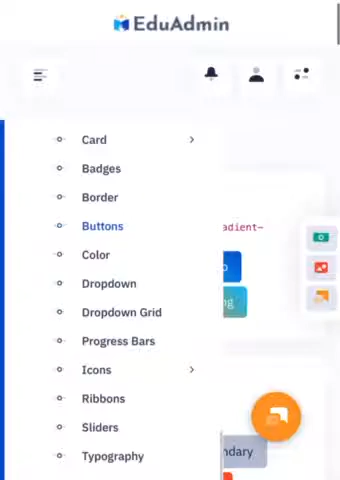 EduAdmin
Card
Badges
Border
Buttons
adient-
Color
Dropdown
Dropdown Grid
Progress Bars
Icons
Ribbons
Sliders
Typography
ndary